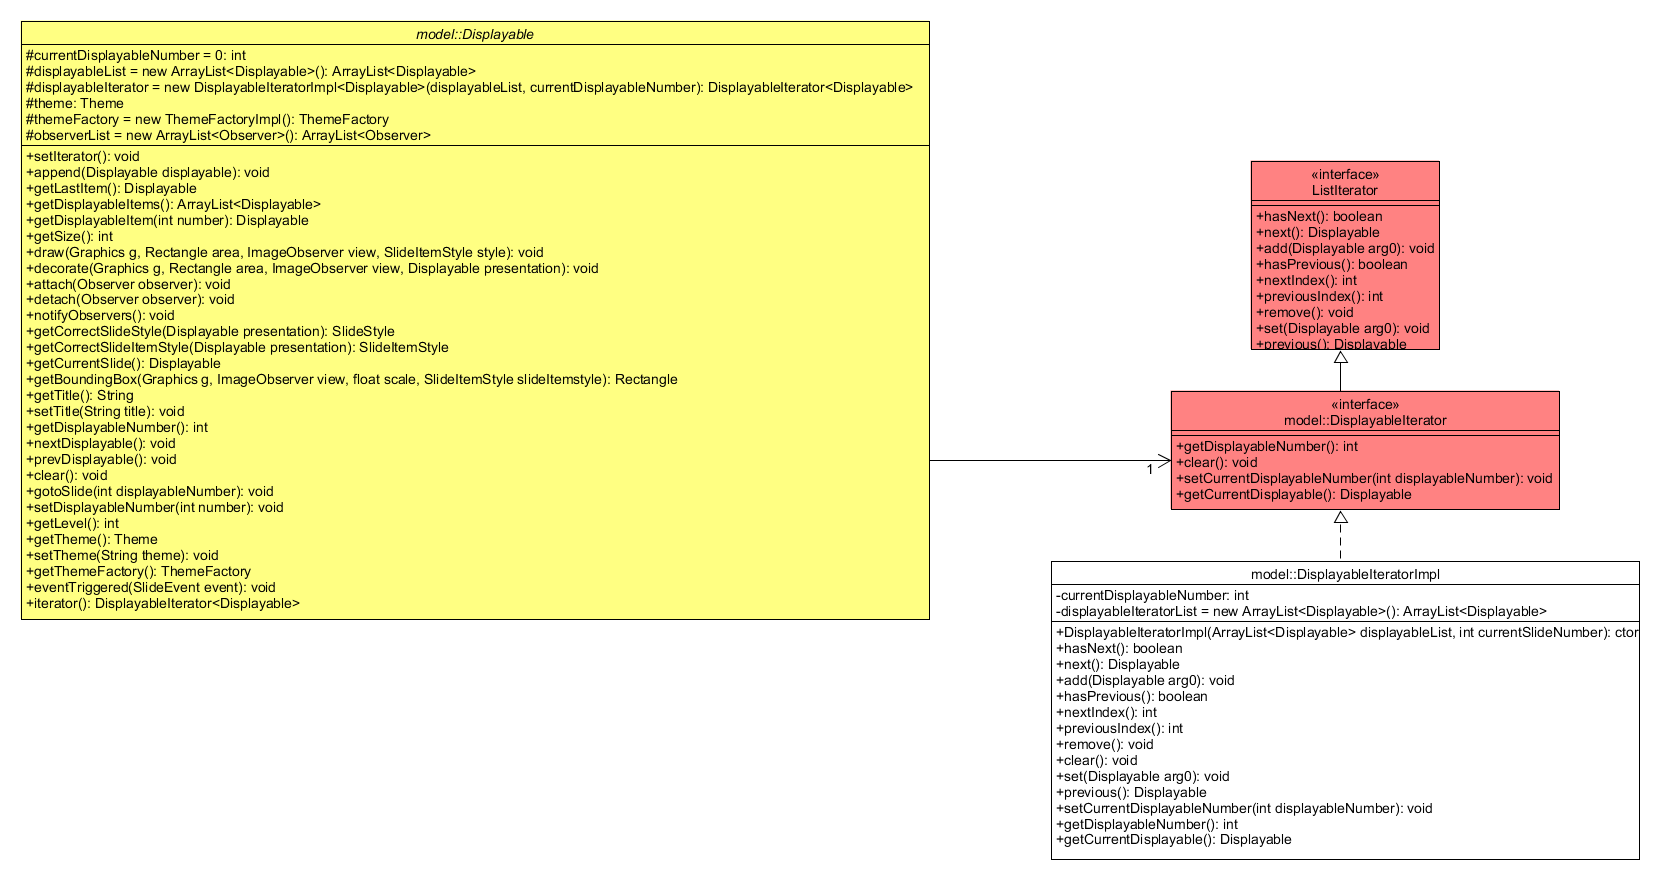 model::Displayable
#currentDisplayableNumber = 0: int
#displayableList = new ArrayList<Displayable>(): ArrayList<Displayable>
#displayableIterator = new DisplayableIteratorImpl<Displayable>(displayableList, currentDisplayableNumber): DisplayableIterator<Displayable>
#theme: Theme
#themeFactory = new ThemeFactoryImpl(): ThemeFactory
#observerList = new ArrayList<Observer>(): ArrayList<Observer>
+setIterator(): void
+append(Displayable displayable): void
+getLastItem(): Displayable
+getDisplayableItems(): ArrayList<Displayable>
+getDisplayableItem(int number): Displayable
+getSize(): int
+draw(Graphics g, Rectangle area, ImageObserver view, SlideItemStyle style): void
+decorate(Graphics g, Rectangle area, ImageObserver view, Displayable presentation): void
+attach(Observer observer): void
+detach(Observer observer): void
+notifyObservers(): void
+getCorrectSlideStyle(Displayable presentation): SlideStyle
+getCorrectSlideItemStyle(Displayable presentation): SlideItemStyle
+getCurrentSlide(): Displayable
+getBoundingBox(Graphics g, ImageObserver view, float scale, SlideItemStyle slideItemstyle): Rectangle
+getTitle(): String
+setTitle(String title): void
+getDisplayableNumber(): int
+nextDisplayable(): void
+prevDisplayable(): void
+clear(): void
+gotoSlide(int displayableNumber): void
+setDisplayableNumber(int number): void
+getLevel(): int
+getTheme(): Theme
+setTheme(String theme): void
+getThemeFactory(): ThemeFactory
+eventTriggered(SlideEvent event): void
+iterator(): DisplayableIterator<Displayable>
1
«interface»
ListIterator
+hasNext(): boolean
+next(): Displayable
+add(Displayable arg0): void
+hasPrevious(): boolean
+nextIndex(): int
+previousIndex(): int
+remove(): void
+set(Displayable arg0): void
+previous(): Displayable
«interface»
model::DisplayableIterator
+getDisplayableNumber(): int
+clear(): void
+setCurrentDisplayableNumber(int displayableNumber): void
+getCurrentDisplayable(): Displayable
model::DisplayableIteratorImpl
-currentDisplayableNumber: int
-displayableIteratorList = new ArrayList<Displayable>(): ArrayList<Displayable>
+DisplayableIteratorImpl(ArrayList<Displayable> displayableList, int currentSlideNumber): ctor
+hasNext(): boolean
+next(): Displayable
+add(Displayable arg0): void
+hasPrevious(): boolean
+nextIndex(): int
+previousIndex(): int
+remove(): void
+clear(): void
+set(Displayable arg0): void
+previous(): Displayable
+setCurrentDisplayableNumber(int displayableNumber): void
+getDisplayableNumber(): int
+getCurrentDisplayable(): Displayable